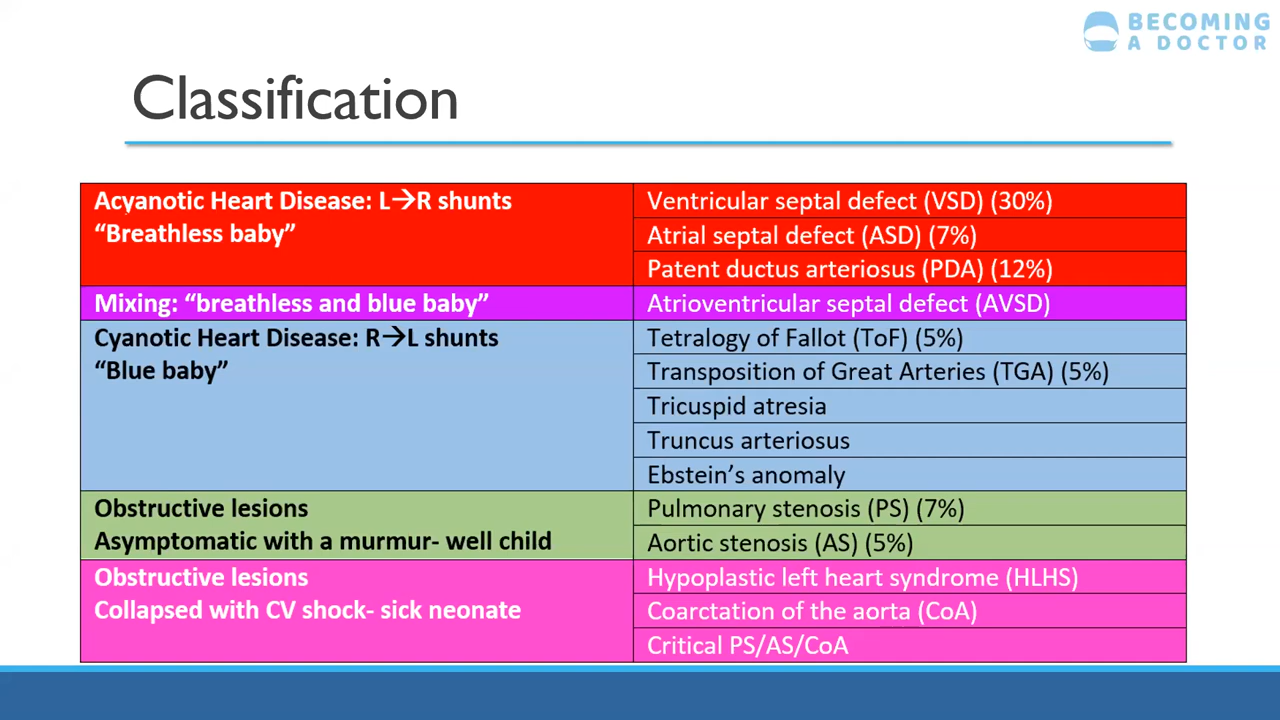 BECOMING
A DOCTOR
Classification
Acyanotic Heart Disease: L→R shunts
“Breathless baby”
Ventricular septal defect (VSD) (30%)
Atrial septal defect (ASD) (7%)
Patent ductus arteriosus (PDA) (12%)
Mixing: “breathless and blue baby”
Atrioventricular septal defect (AVSD)
Cyanotic Heart Disease: R→L shunts
“Blue baby”
Tetralogy of Fallot (ToF) (5%)
Transposition of Great Arteries (TGA) (5%)
Tricuspid atresia
Truncus arteriosus
Ebstein’s anomaly
Obstructive lesions
Asymptomatic with a murmur- well child
Pulmonary stenosis (PS) (7%)
Aortic stenosis (AS) (5%)
Obstructive lesions
Collapsed with CV shock- sick neonate
Hypoplastic left heart syndrome (HLHS)
Coarctation of the aorta (CoA)
Critical PS/AS/CoA